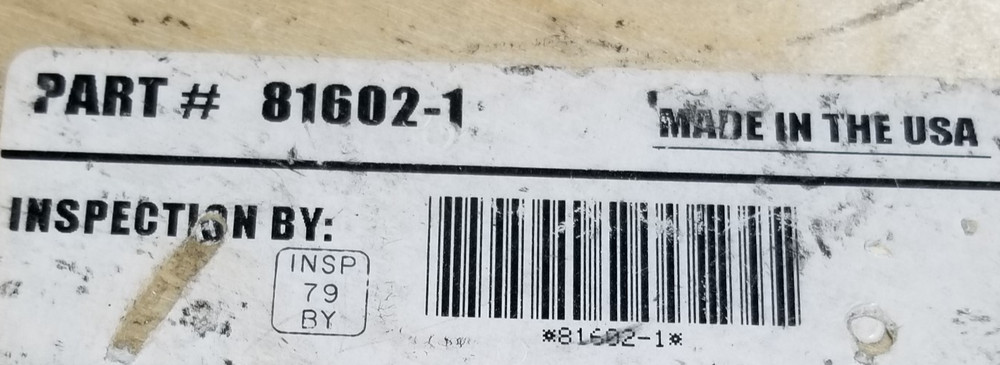 PART # 81602-1
MADE IN THE USA
INSPECTION BY:
INSP
79
BY
*81602-1*